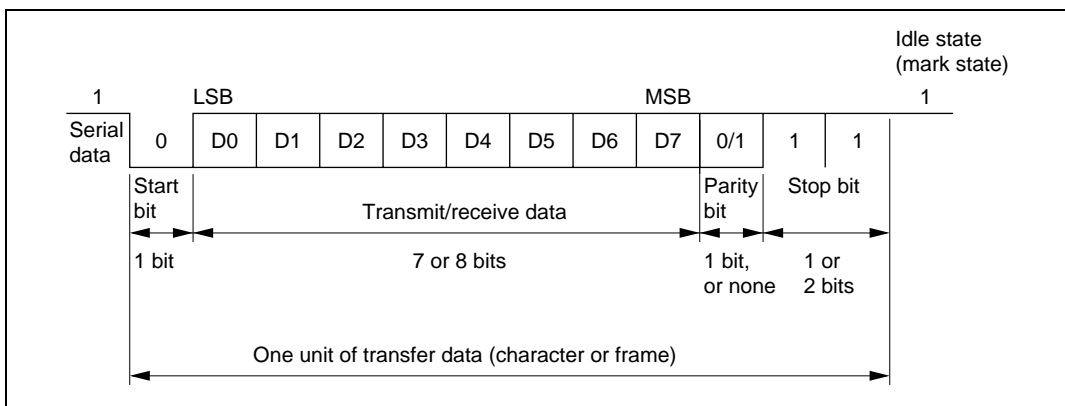 Idle state
(mark state)
1 LSB MSB 1
Serial
data
0 D0 D1 D2 D3 D4 D5 D6 D7 0/1 1 1
Start
bit
Transmit/receive data
Parity
bit
Stop bit
1 bit
7 or 8 bits
1 bit,
or none
1 or
2 bits
One unit of transfer data (character or frame)